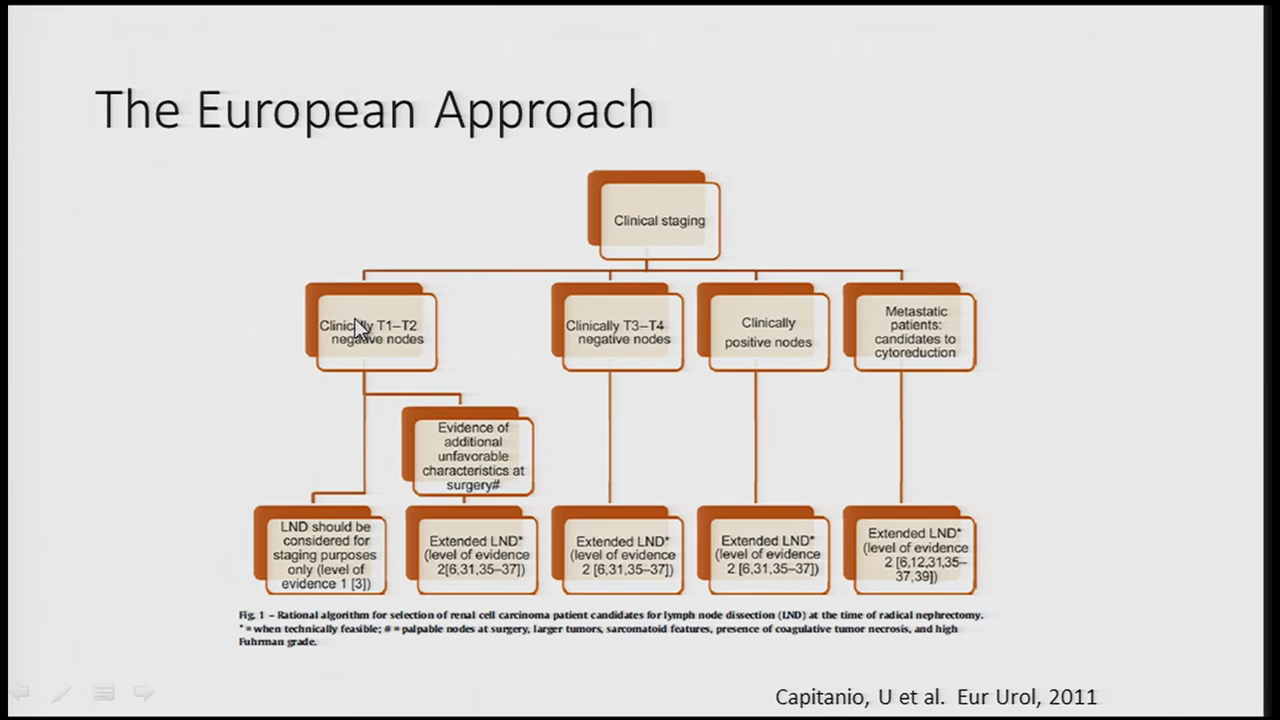 The European Approach
Clinical staging
Clinically T1–T2
negative nodes
Clinically T3–T4
negative nodes
Clinically
positive nodes
Metastatic
patients:
candidates to
cytoreduction
Evidence of
additional
unfavorable
characteristics at
surgery#
LND should be
considered for
staging purposes
only (level of
evidence 1 [3])
Extended LND*
(level of evidence
2[6,31,35–37])
Extended LND*
(level of evidence
2 [6,31,35–37])
Extended LND*
(level of evidence
2 [6,31,35–37])
Extended LND*
(level of evidence
2 [6,12,31,35–
37,39])
Fig. 1 – Rational algorithm for selection of renal cell carcinoma patient candidates for lymph node dissection (LND) at the time of radical nephrectomy.
* = when technically feasible; # = palpable nodes at surgery, larger tumors, sarcomatoid features, presence of coagulative tumor necrosis, and high
Fuhrman grade.
Capitanio, U et al. Eur Urol, 2011